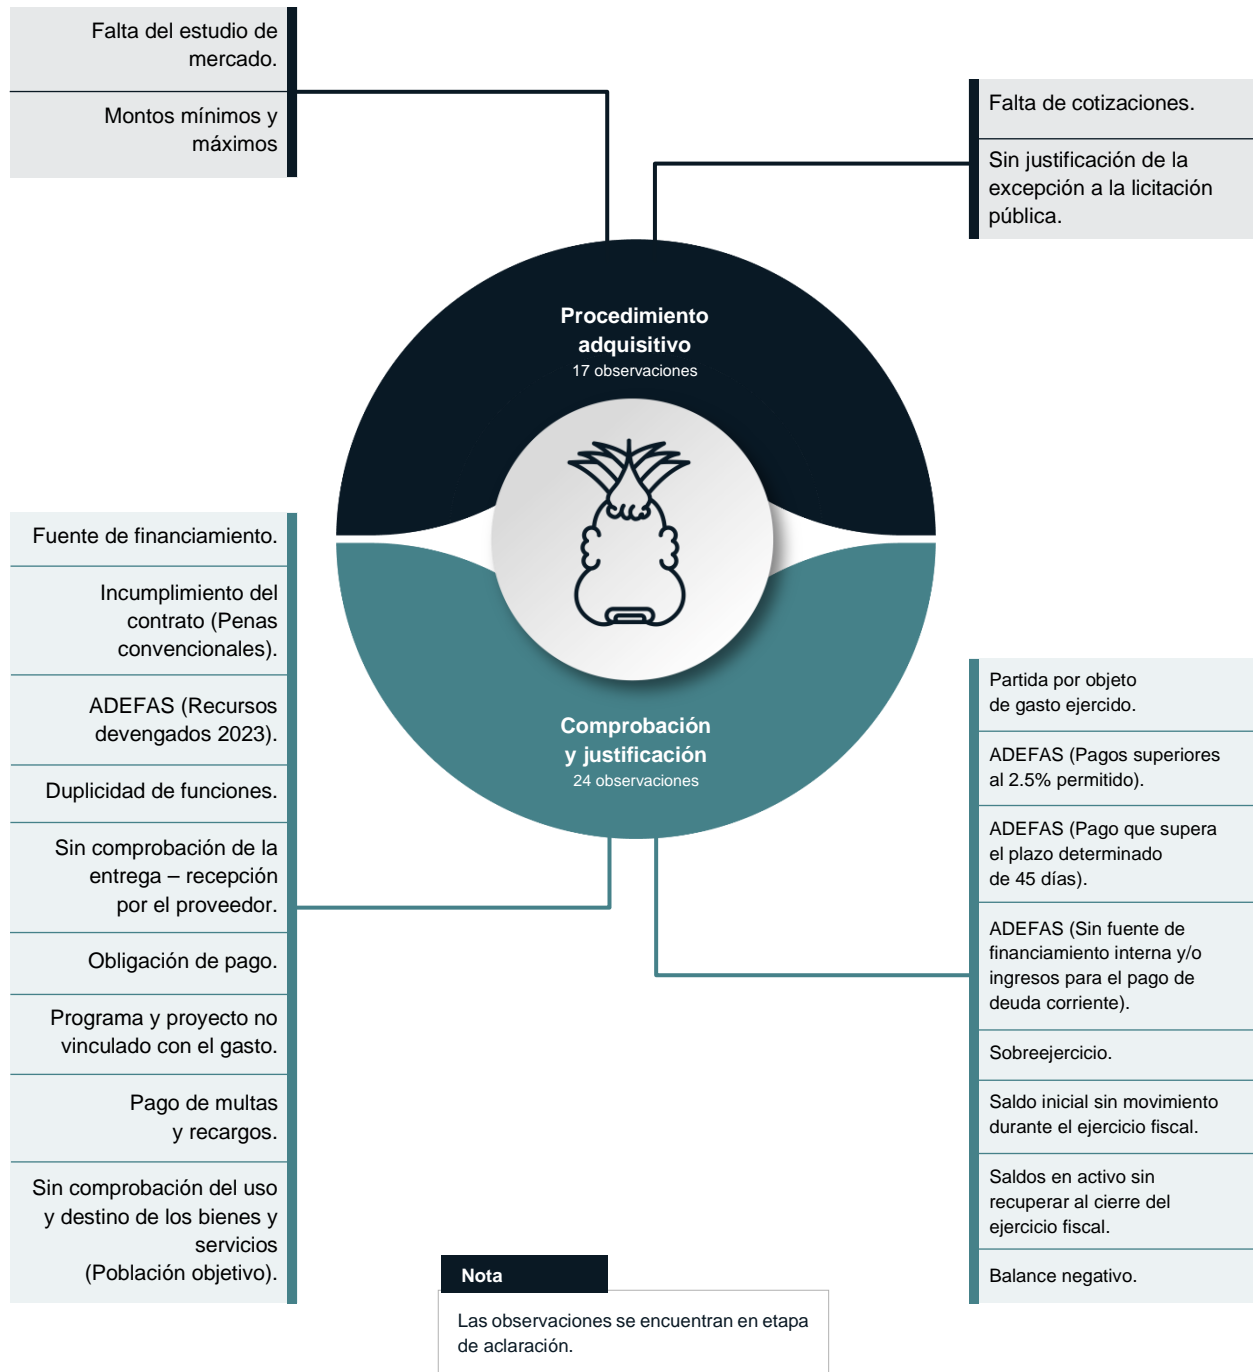 Falta del estudio de
mercado.
Montos mínimos y
máximos
Falta de cotizaciones.
Sin justificación de la
excepción a la licitación
pública.
Procedimiento
adquisitivo
17 observaciones
Fuente de financiamiento.
Incumplimiento del
contrato (Penas
convencionales).
ADEFAS (Recursos
devengados 2023).
Duplicidad de funciones.
Sin comprobación de la
entrega – recepción
por el proveedor.
Obligación de pago.
Programa y proyecto no
vinculado con el gasto.
Pago de multas
y recargos.
Sin comprobación del uso
y destino de los bienes y
servicios
(Población objetivo).
Comprobación
y justificación
24 observaciones
Partida por objeto
de gasto ejercido.
ADEFAS (Pagos superiores
al 2.5% permitido).
ADEFAS (Pago que supera
el plazo determinado
de 45 días).
ADEFAS (Sin fuente de
financiamiento interna y/o
ingresos para el pago de
deuda corriente).
Sobreejercicio.
Saldo inicial sin movimiento
durante el ejercicio fiscal.
Saldos en activo sin
recuperar al cierre del
ejercicio fiscal.
Balance negativo.
Nota
Las observaciones se encuentran en etapa
de aclaración.